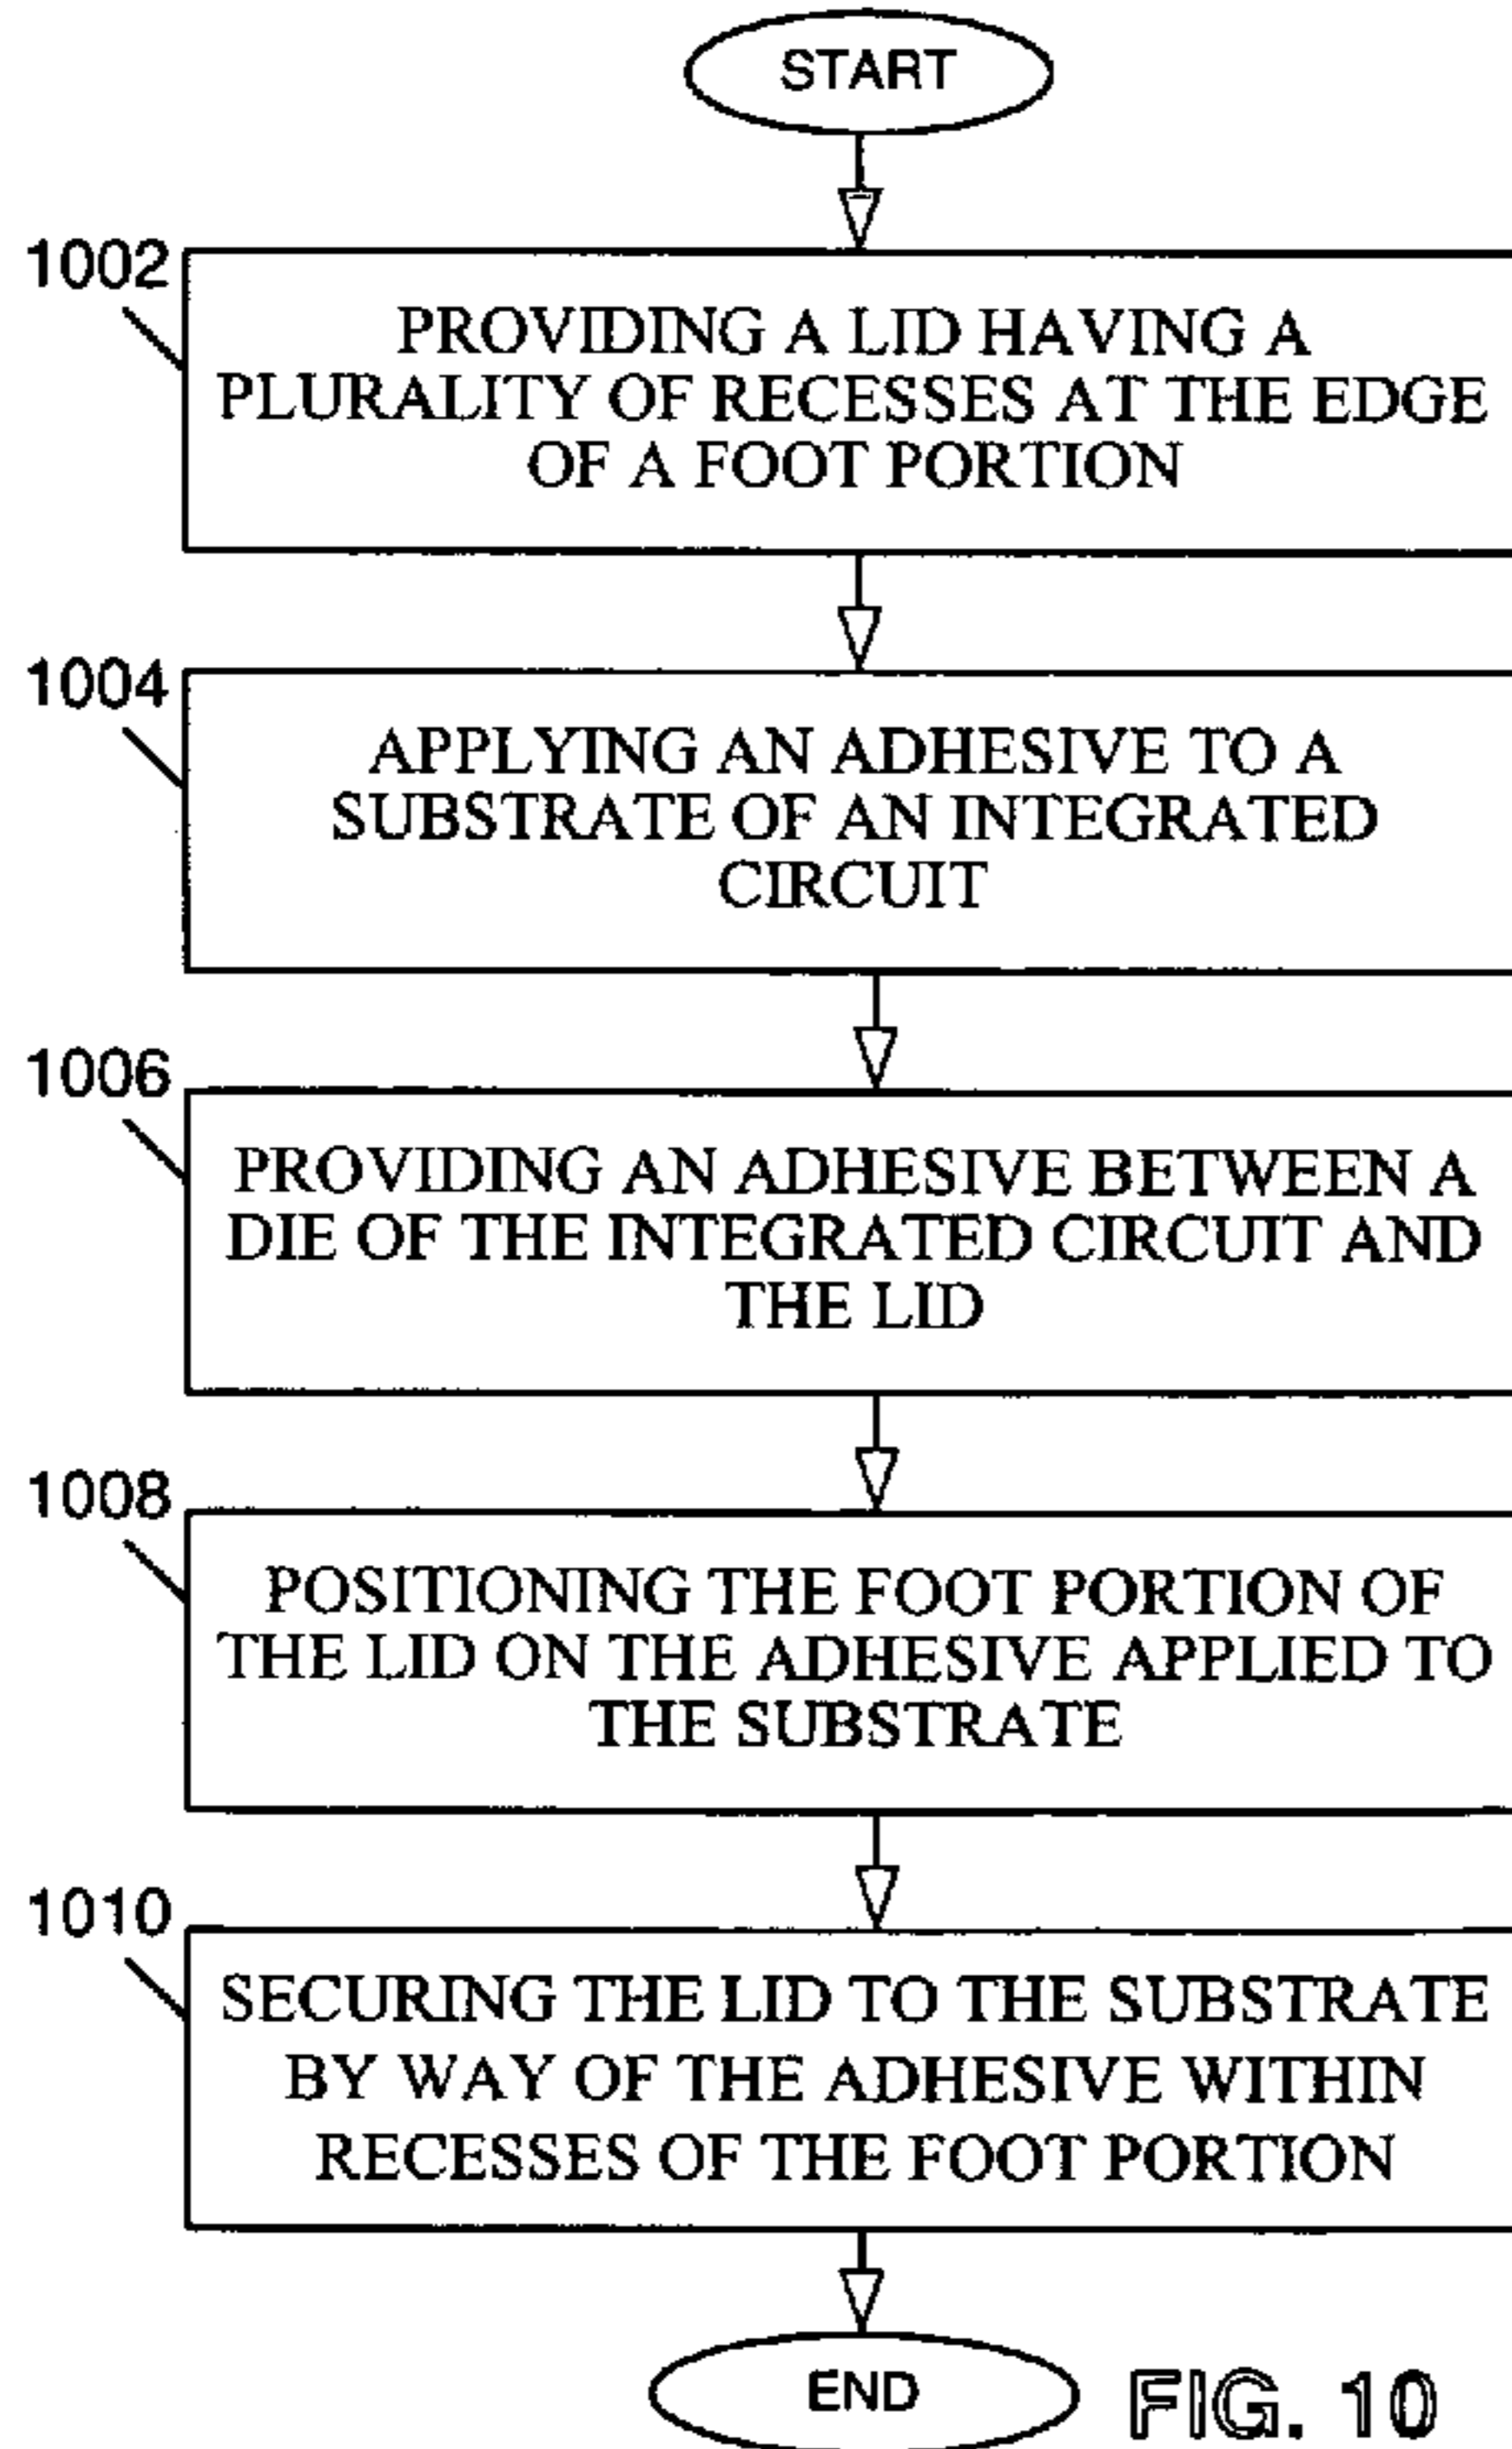 START
1002
PROVIDING A LID HAVING A
PLURALITY OF RECESSES AT THE EDGE
OF A FOOT PORTION
1004
APPLYING AN ADHESIVE TO A
SUBSTRATE OF AN INTEGRATED
CIRCUIT
1006
PROVIDING AN ADHESIVE BETWEEN A
DIE OF THE INTEGRATED CIRCUIT AND
THE LID
1008
POSITIONING THE FOOT PORTION OF
THE LID ON THE ADHESIVE APPLIED TO
THE SUBSTRATE
1010
SECURING THE LID TO THE SUBSTRATE
BY WAY OF THE ADHESIVE WITHIN
RECESSES OF THE FOOT PORTION
END
FIG. 10